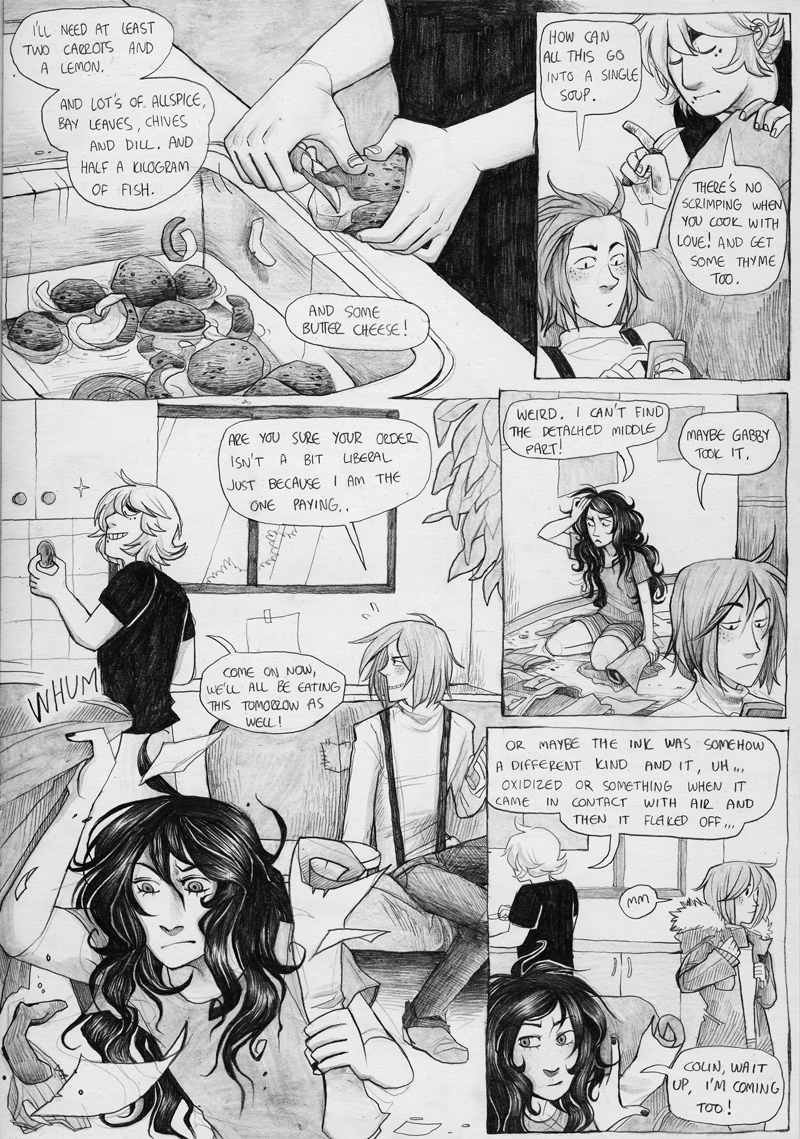 I'LL NEED AT LEAST
TWO CARROTS AND
A LEMON.
AND LOT'S OF ALLSPICE,
BAY LEAVES, CHIVES
AND DILL. AND
HALF A KILOGRAM
OF FISH.
AND SOME
BUTTER CHEESE!
HOW CAN
ALL THIS GO
INTO A SINGLE
SOUP.
THERE'S NO
SCRIMPING WHEN
YOU COOK WITH
LOVE! AND GET
SOME THYME
TOO.
ARE YOU SURE YOUR ORDER
ISN'T A BIT LIBERAL
JUST BECAUSE I AM THE
ONE PAYING..
COME ON NOW,
WE'LL ALL BE EATING
THIS TOMORROW AS
WELL!
WHUM
WEIRD. I CAN'T FIND
THE DETACHED MIDDLE
PART!
MAYBE GABBY
TOOK IT.
OR MAYBE THE INK WAS SOMEHOW
A DIFFERENT KIND AND IT, UH...
OXIDIZED OR SOMETHING WHEN IT
CAME IN CONTACT WITH AIR AND
THEN IT FLAKED OFF...
MM
COLIN, WAIT
UP, I'M COMING
TOO!